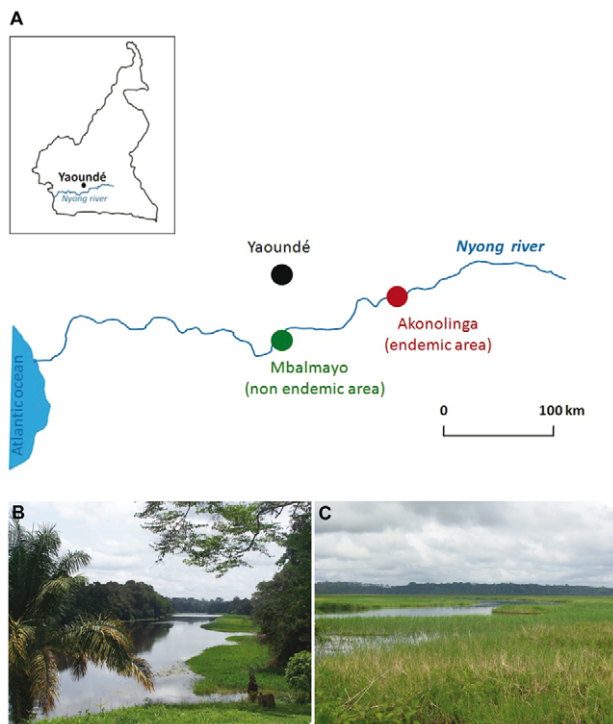 A
Yaoundé
Nyong river
Yaoundé
Nyong river
Akonolinga
(endemic area)
Mbalmayo
(non endemic area)
Atlantic ocean
0 100 km
B
C